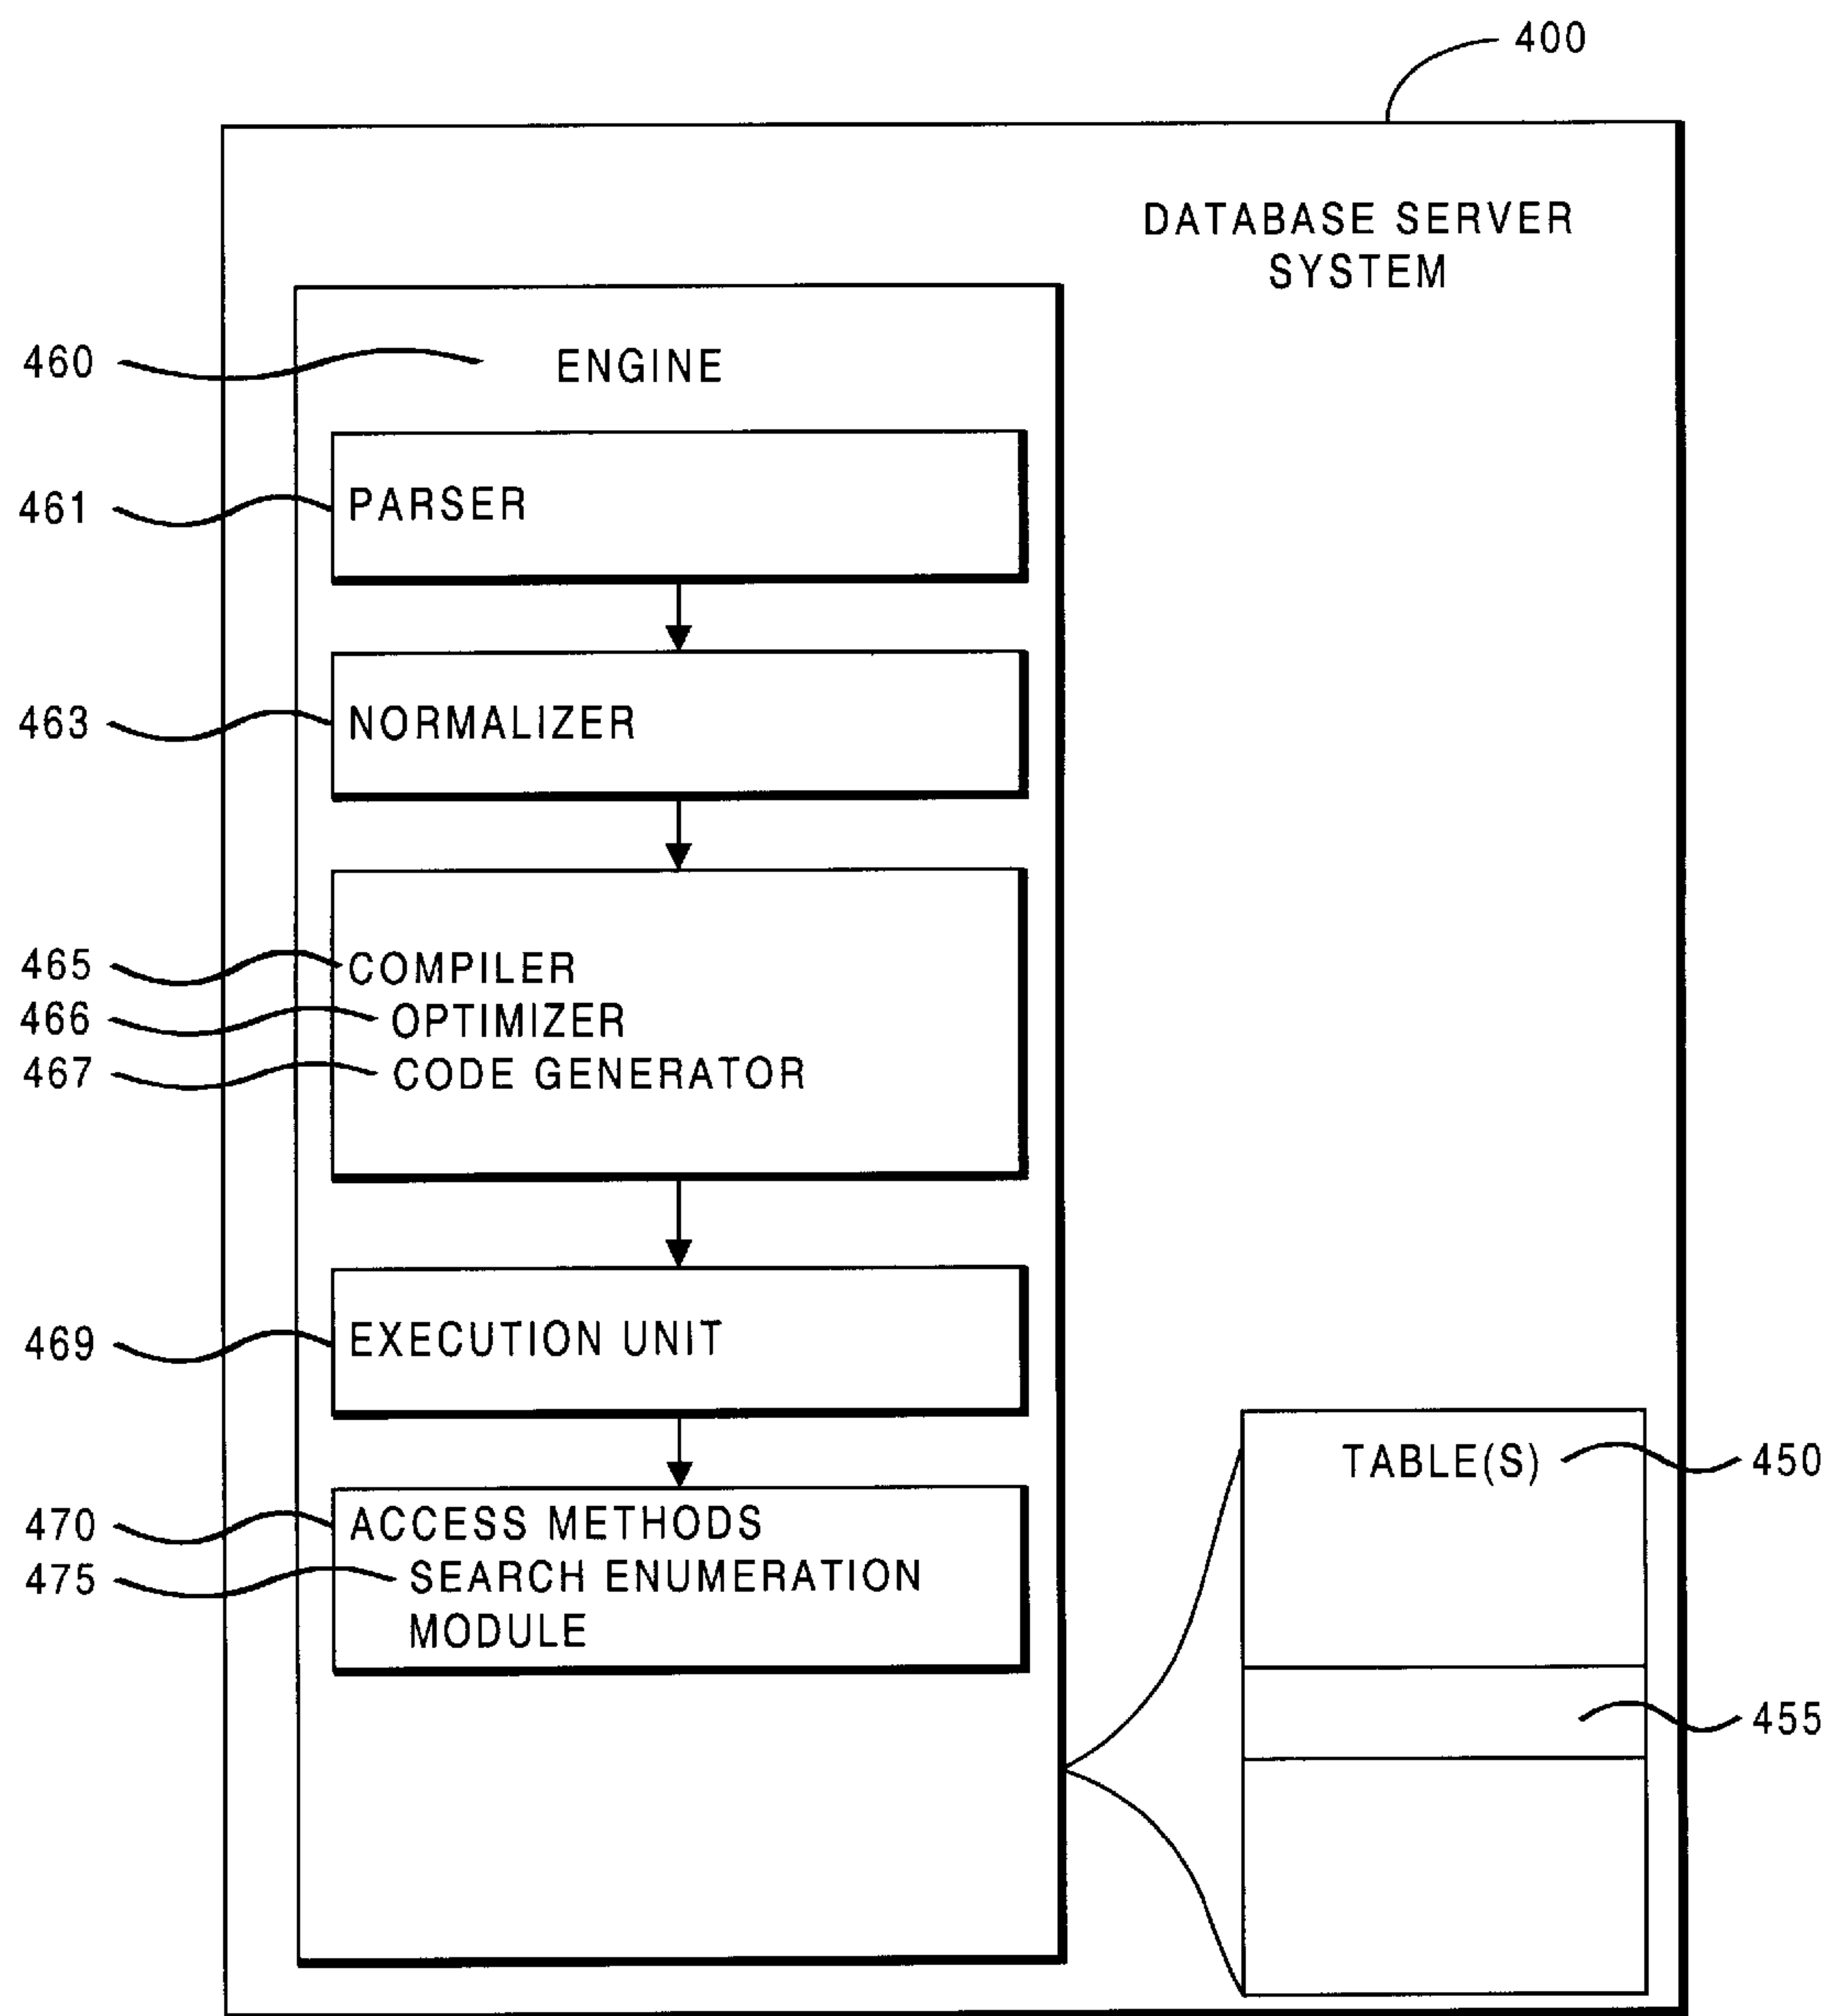 400
DATABASE SERVER
SYSTEM
460
ENGINE
461
PARSER
463
NORMALIZER
465
COMPILER
466
OPTIMIZER
467
CODE GENERATOR
469
EXECUTION UNIT
TABLE(S)
450
470
ACCESS METHODS
475
SEARCH ENUMERATION
MODULE
455